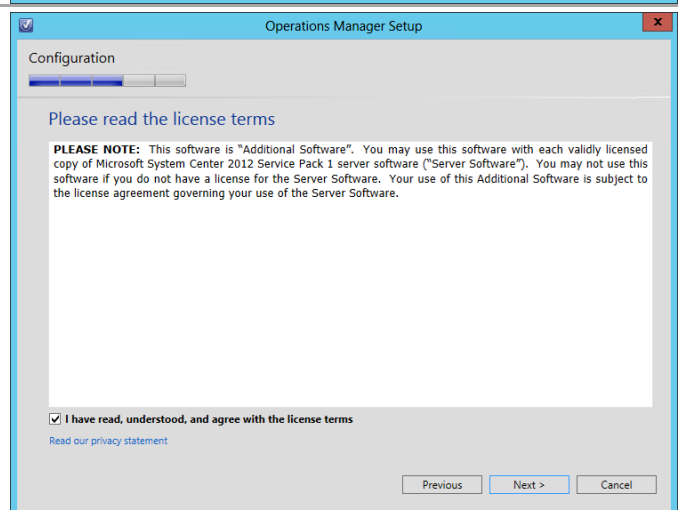 Operations Manager Setup
x
Configuration
Please read the license terms
PLEASE NOTE: This software is “Additional Software”. You may use this software with each validly licensed
copy of Microsoft System Center 2012 Service Pack 1 server software (“Server Software”). You may not use this
software if you do not have a license for the Server Software. Your use of this Additional Software is subject to
the license agreement governing your use of the Server Software.
I have read, understood, and agree with the license terms
Read our privacy statement
Previous Next > Cancel